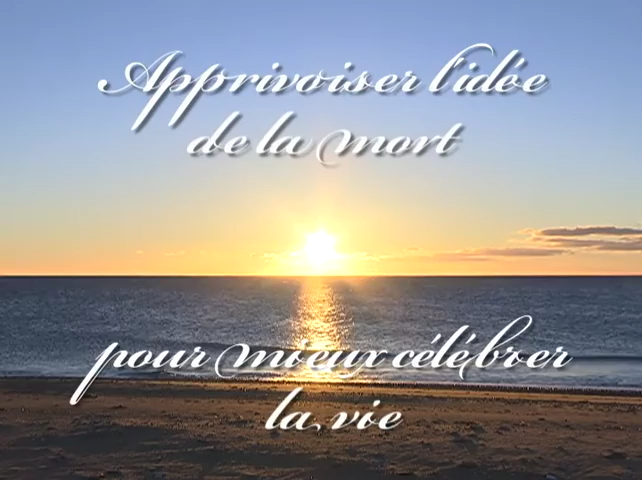 Apprivoiser l'idée
de la mort
pour mieux célébrer
la vie